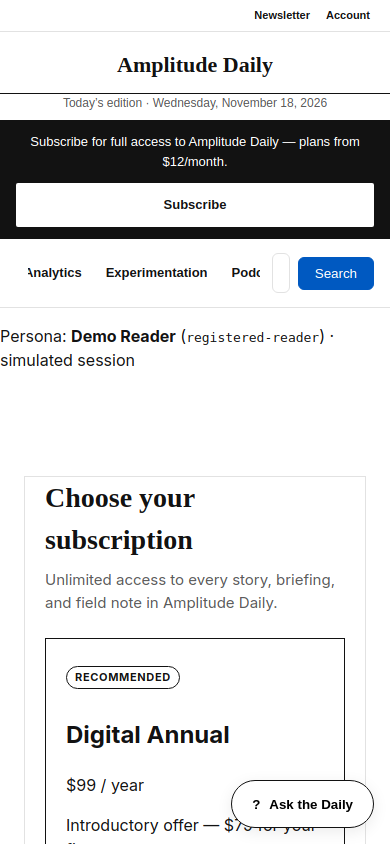 Newsletter Account
Amplitude Daily
Today's edition · Wednesday, November 18, 2026
Subscribe for full access to Amplitude Daily — plans from
$12/month.
Subscribe
Analytics Experimentation Search
Persona: Demo Reader (registered-reader) ·
simulated session
Choose your
subscription
Unlimited access to every story, briefing,
and field note in Amplitude Daily.
RECOMMENDED
Digital Annual
$99 / year
Introductory offer — for your
? Ask the Daily